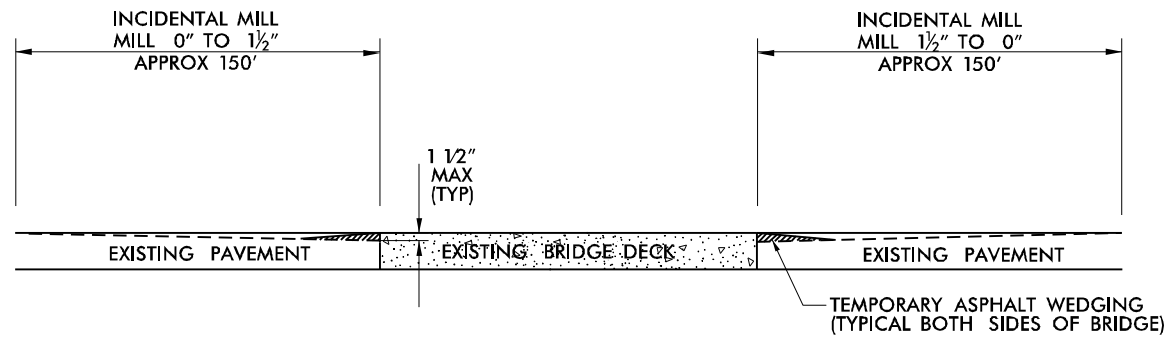 INCIDENTAL MILL
MILL 0" TO 1½"
APPROX 150'
INCIDENTAL MILL
MILL 1½" TO 0"
APPROX 150'
1 1/2"
MAX
(TYP)
EXISTING PAVEMENT
EXISTING BRIDGE DECK
EXISTING PAVEMENT
TEMPORARY ASPHALT WEDGING
(TYPICAL BOTH SIDES OF BRIDGE)